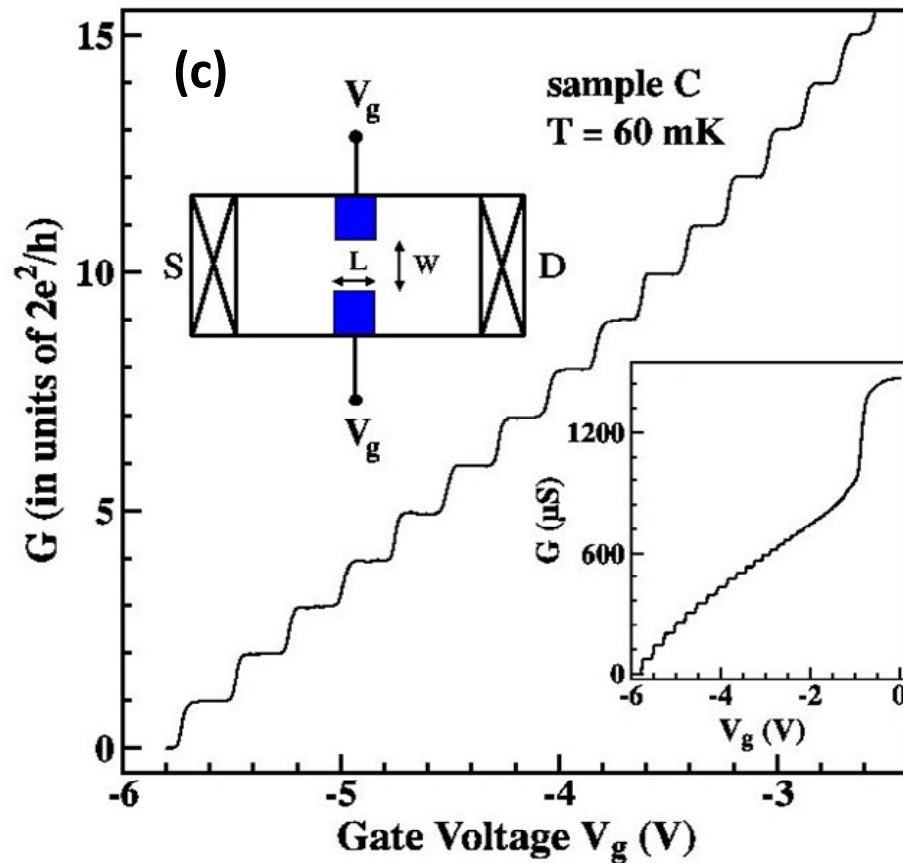 15
(c)
V_g
sample C
T = 60 mK
S
L
W
D
V_g
10
5
0
G (in units of 2e²/h)
-6
-5
-4
-3
Gate Voltage V_g (V)
1200
600
0
G (µS)
-6
-4
-2
0
V_g (V)